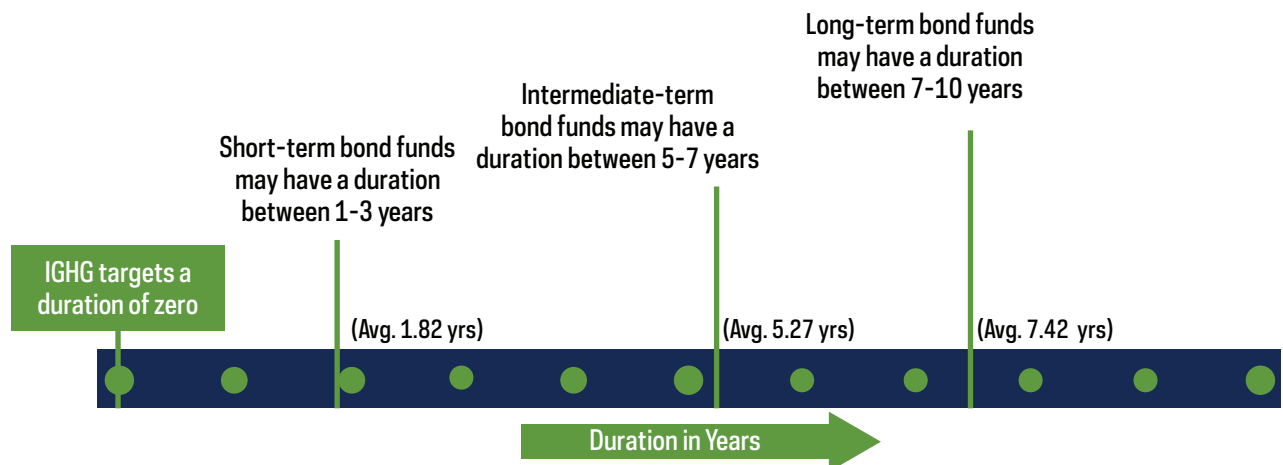 Long-term bond funds
may have a duration
between 7-10 years
Intermediate-term
bond funds may have a
duration between 5-7 years
Short-term bond funds
may have a duration
between 1-3 years
IGHG targets a
duration of zero
(Avg. 1.82 yrs)
(Avg. 5.27 yrs)
(Avg. 7.42 yrs)
Duration in Years